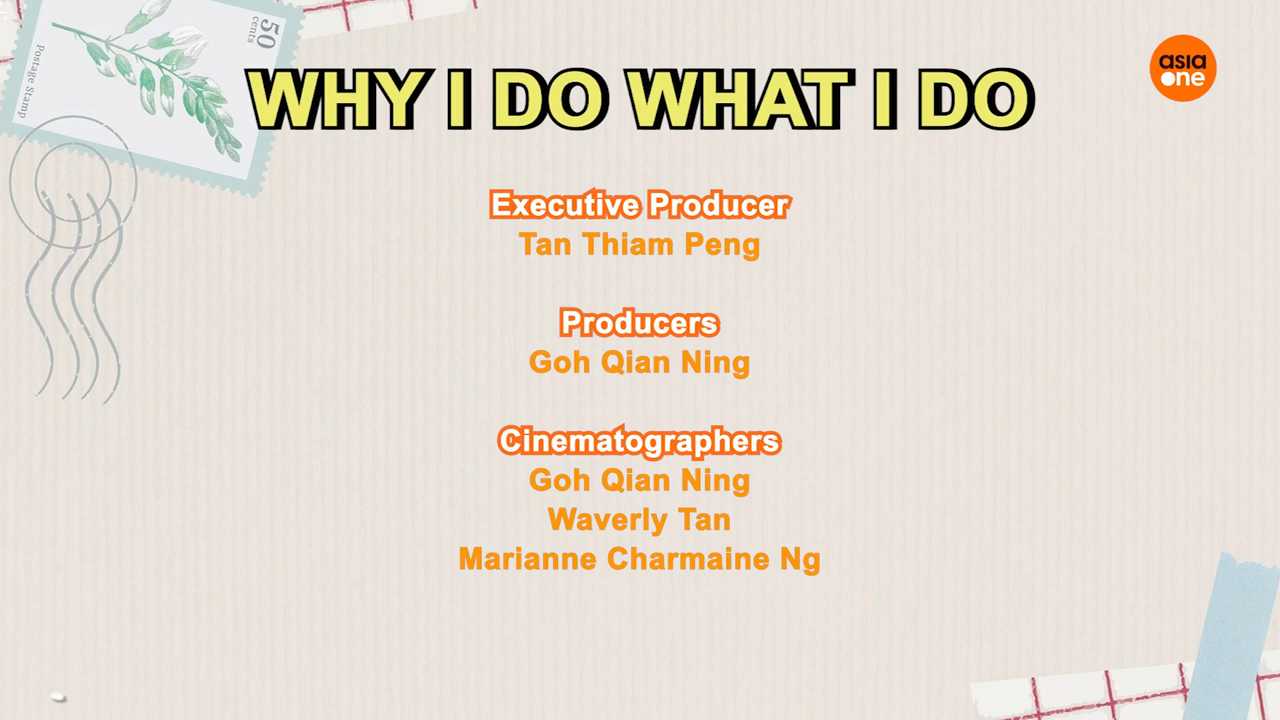 50
cents
Postage Stamp
WHY I DO WHAT I DO
asia
one
Executive Producer
Tan Thiam Peng
Producers
Goh Qian Ning
Cinematographers
Goh Qian Ning
Waverly Tan
Marianne Charmaine Ng